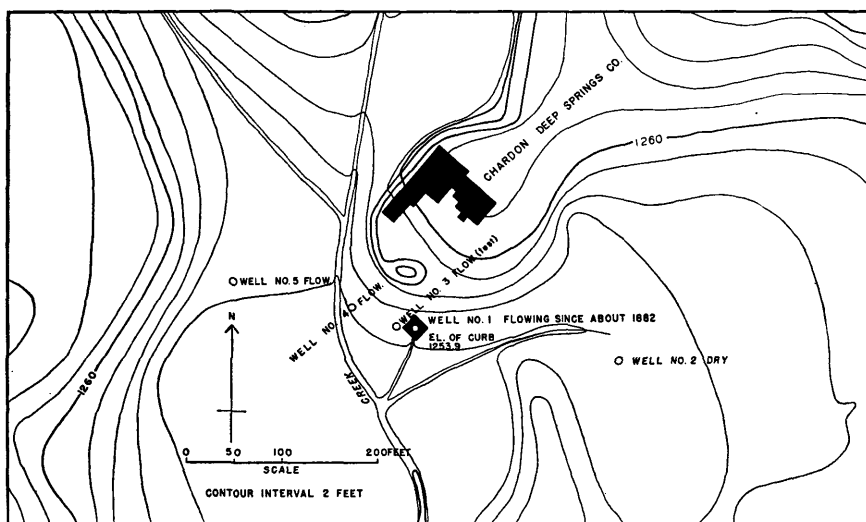 CHARDON DEEP SPRINGS CO.
1260
WELL NO. 5 FLOW.
WELL NO. 3 FLOW (test)
WELL NO. 4 FLOW.
WELL NO. 1 FLOWING SINCE ABOUT 1882
EL. OF CURB
1253.9
WELL NO. 2 DRY
N
CREEK
1260
0 50 100 200 FEET
SCALE
CONTOUR INTERVAL 2 FEET